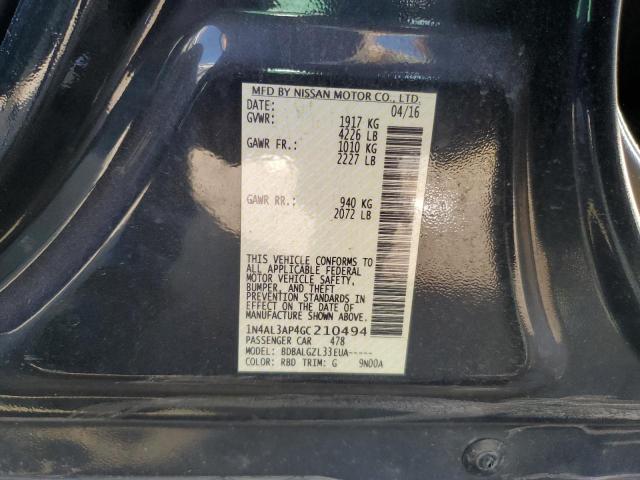 MFD BY NISSAN MOTOR CO., LTD.
DATE: 04/16
GVWR: 1917 KG
4226 LB
GAWR FR.: 1010 KG
2227 LB
GAWR RR.: 940 KG
2072 LB
THIS VEHICLE CONFORMS TO
ALL APPLICABLE FEDERAL
MOTOR VEHICLE SAFETY,
BUMPER, AND THEFT
PREVENTION STANDARDS IN
EFFECT ON THE DATE OF
MANUFACTURE SHOWN ABOVE.
1N4AL3AP4GC210494
PASSENGER CAR 478
MODEL: BDBALGZL33EUA-----
COLOR: RBD TRIM: G 9N00A